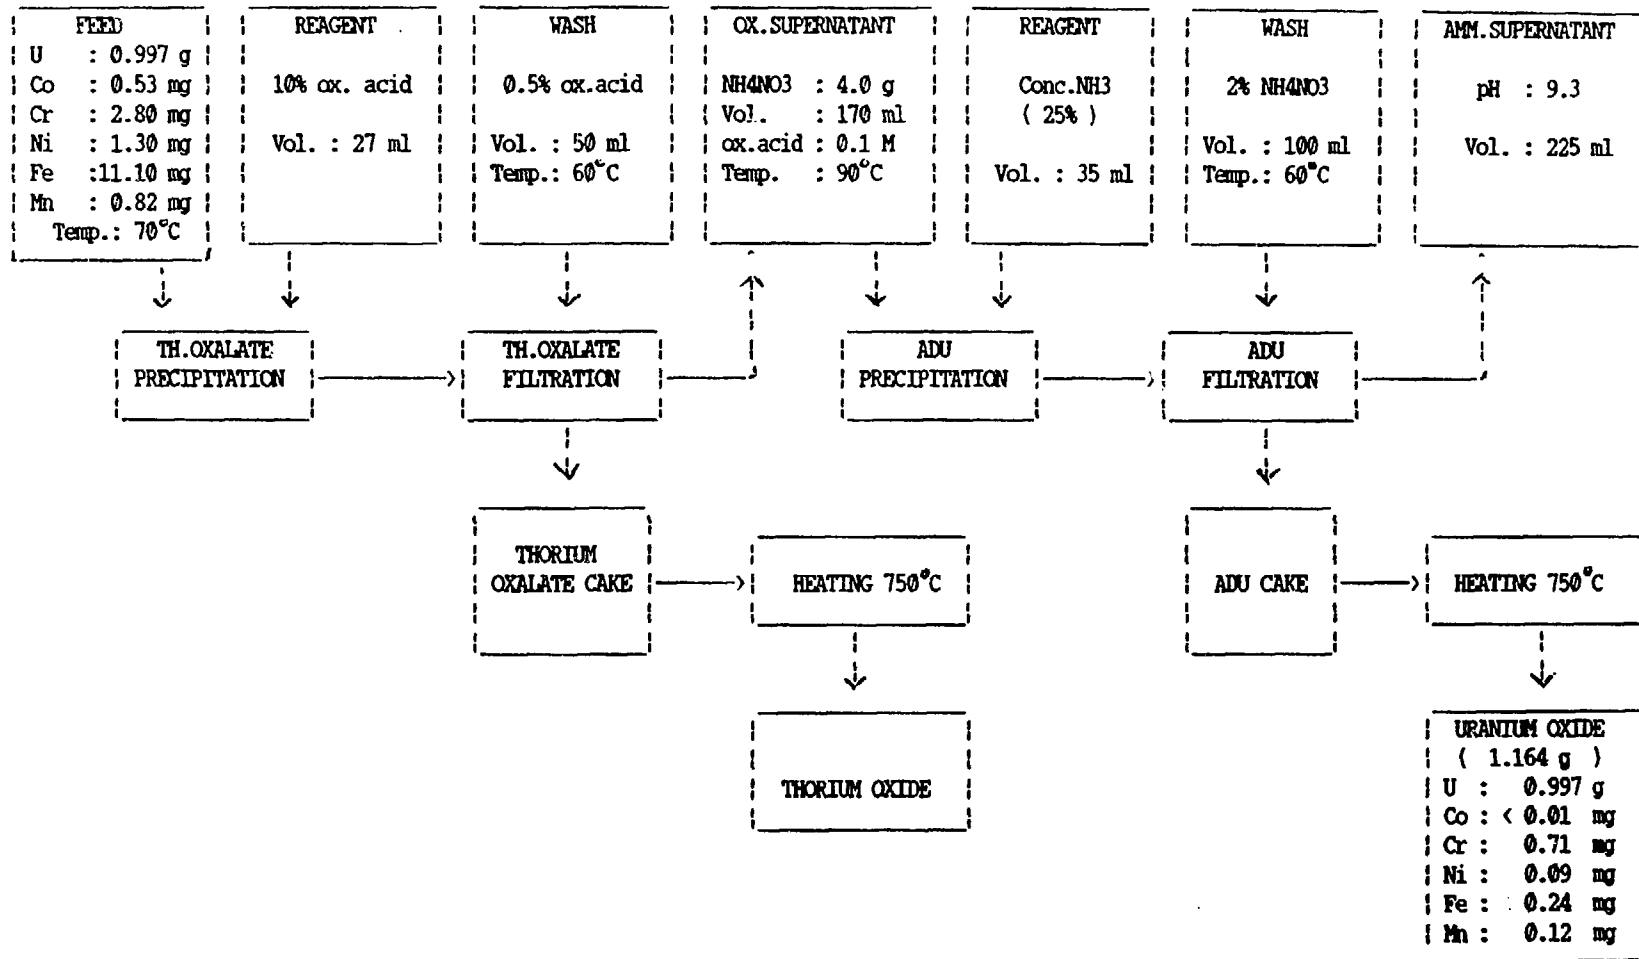 FEED
U : 0.997 g
Co : 0.53 mg
Cr : 2.80 mg
Ni : 1.30 mg
Fe :11.10 mg
Mn : 0.82 mg
Temp.: 70°C
REAGENT
10% ox. acid
Vol. : 27 ml
WASH
0.5% ox.acid
Vol. : 50 ml
Temp.: 60°C
OX.SUPERNATANT
NH4NO3 : 4.0 g
Vol. : 170 ml
ox.acid : 0.1 M
Temp. : 90°C
REAGENT
Conc.NH3
( 25% )
Vol. : 35 ml
WASH
2% NH4NO3
Vol. : 100 ml
Temp.: 60°C
AMM.SUPERNATANT
pH : 9.3
Vol. : 225 ml
TH.OXALATE
PRECIPITATION
TH.OXALATE
FILTRATION
ADU
PRECIPITATION
ADU
FILTRATION
THORIUM
OXALATE CAKE
HEATING 750°C
ADU CAKE
HEATING 750°C
THORIUM OXIDE
URANIUM OXIDE
( 1.164 g )
U : 0.997 g
Co : < 0.01 mg
Cr : 0.71 mg
Ni : 0.09 mg
Fe : 0.24 mg
Mn : 0.12 mg